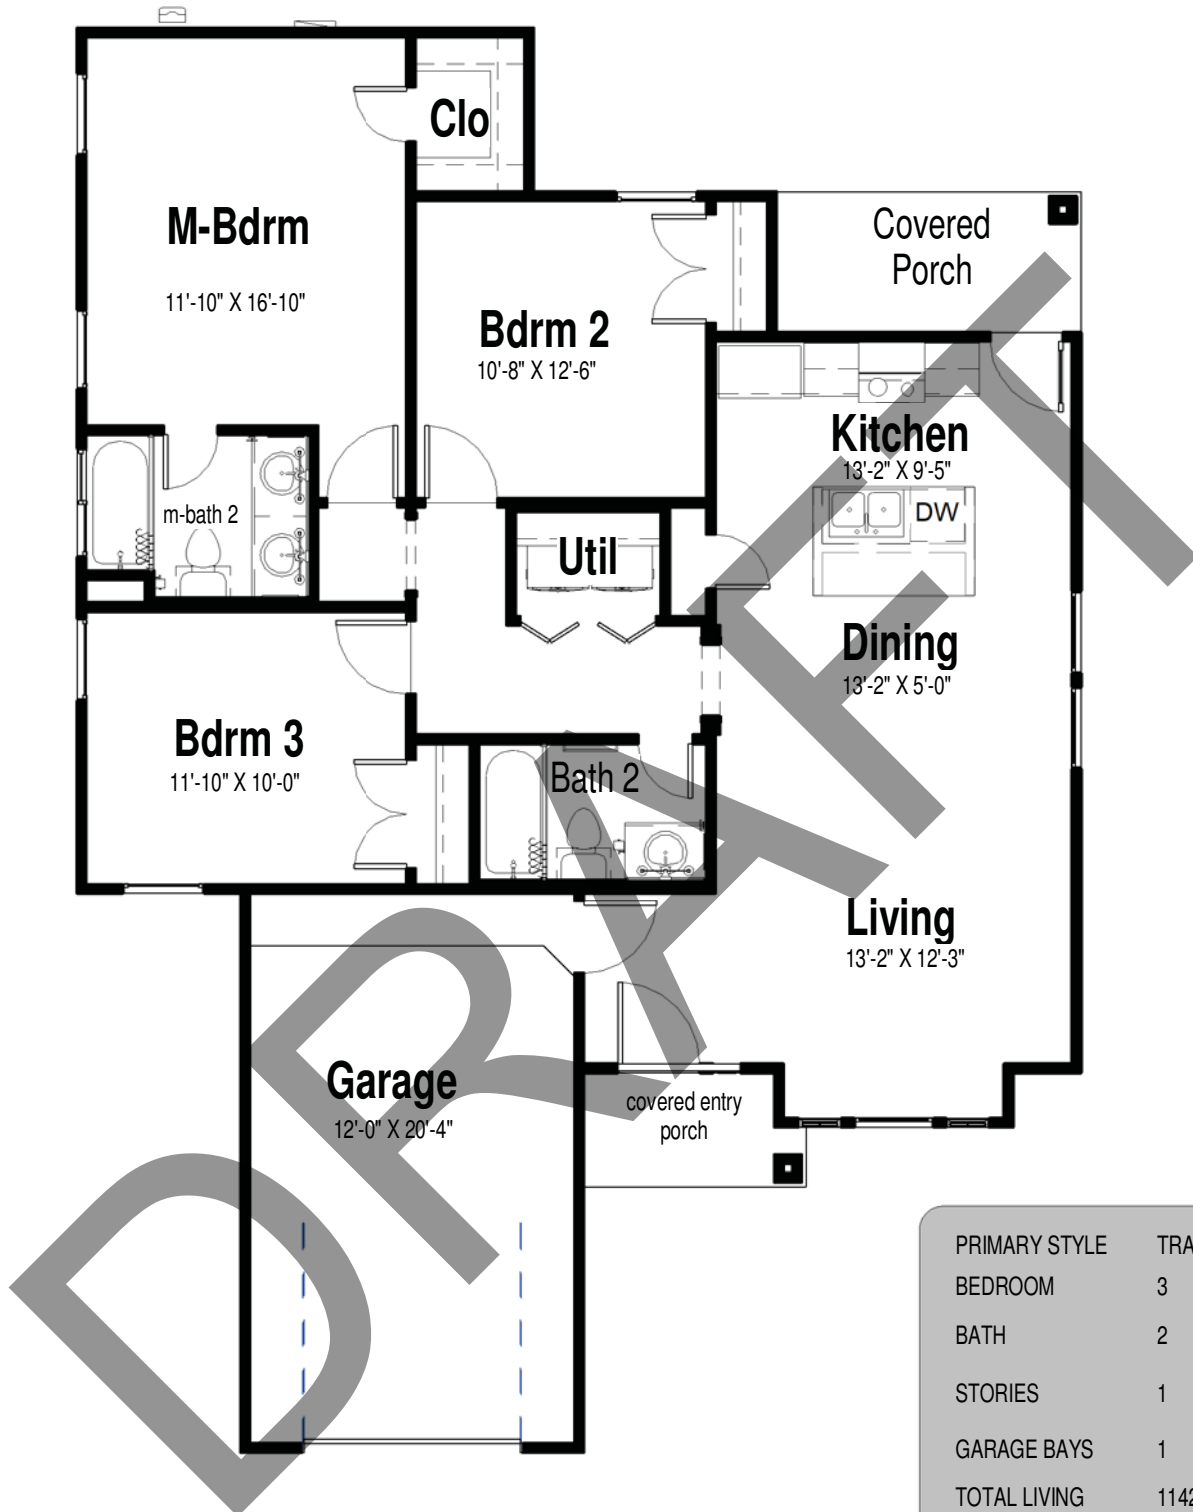 Clo
M-Bdrm
11'-10" X 16'-10"
Covered
Porch
Bdrm 2
10'-8" X 12'-6"
Kitchen
13'-2" X 9'-5"
m-bath 2
DW
Util
Dining
13'-2" X 5'-0"
Bdrm 3
11'-10" X 10'-0"
Bath 2
Living
13'-2" X 12'-3"
Garage
12'-0" X 20'-4"
covered entry
porch
DRAFT
PRIMARY STYLE TRA
BEDROOM 3
BATH 2
STORIES 1
GARAGE BAYS 1
TOTAL LIVING 1142